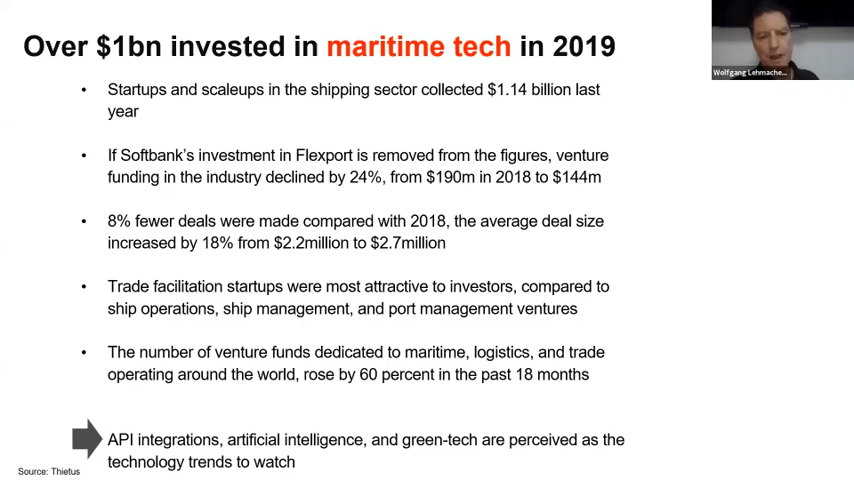 Over $1bn invested in maritime tech in 2019
Wolfgang Lehmache...
• Startups and scaleups in the shipping sector collected $1.14 billion last
year
• If Softbank's investment in Flexport is removed from the figures, venture
funding in the industry declined by 24%, from $190m in 2018 to $144m
• 8% fewer deals were made compared with 2018, the average deal size
increased by 18% from $2.2million to $2.7million
• Trade facilitation startups were most attractive to investors, compared to
ship operations, ship management, and port management ventures
• The number of venture funds dedicated to maritime, logistics, and trade
operating around the world, rose by 60 percent in the past 18 months
API integrations, artificial intelligence, and green-tech are perceived as the
technology trends to watch
Source: Thietus